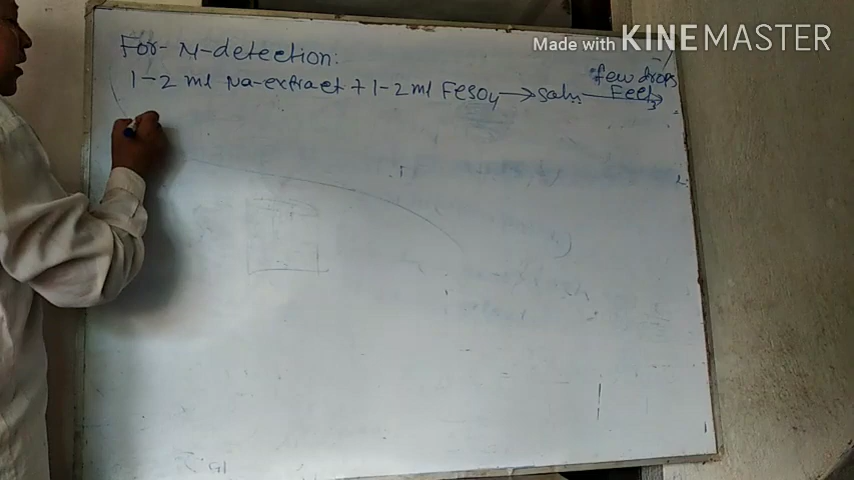 Made with KINEMASTER
For- N-detection:
few drops
1-2 ml Na-extract + 1-2 ml FeSO4 → Soln → FeCl3